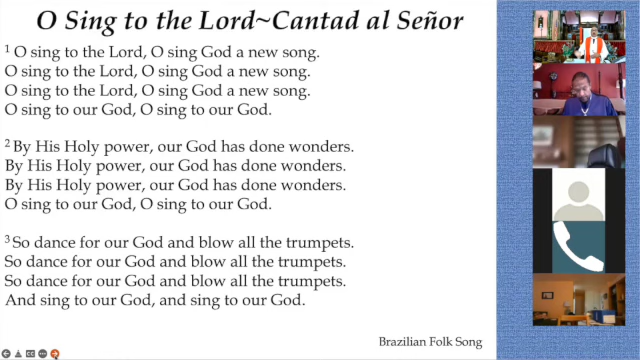 O Sing to the Lord~Cantad al Señor
1 O sing to the Lord, O sing God a new song.
O sing to the Lord, O sing God a new song.
O sing to the Lord, O sing God a new song.
O sing to our God, O sing to our God.
2 By His Holy power, our God has done wonders.
By His Holy power, our God has done wonders.
By His Holy power, our God has done wonders.
O sing to our God, O sing to our God.
3 So dance for our God and blow all the trumpets.
So dance for our God and blow all the trumpets.
So dance for our God and blow all the trumpets.
And sing to our God, and sing to our God.
Brazilian Folk Song